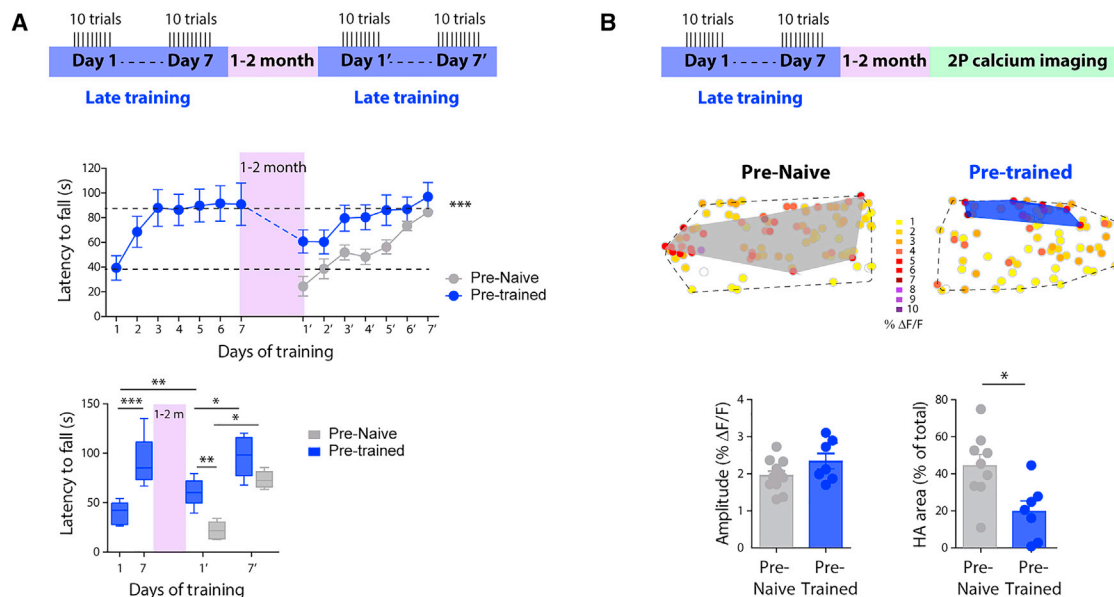 A
10 trials 10 trials 10 trials 10 trials
Day 1 ----- Day 7 1-2 month Day 1' ----- Day 7'
Late training Late training
Latency to fall (s)
120
100
80
60
40
20
0
1-2 month
***
Pre-Naive
Pre-trained
1 2 3 4 5 6 7 1' 2' 3' 4' 5' 6' 7'
Days of training
Latency to fall (s)
150
100
50
0
*** ** 1-2 m ** * *
Pre-Naive
Pre-trained
1 7 1' 7'
Days of training
B
10 trials 10 trials
Day 1 ----- Day 7 1-2 month 2P calcium imaging
Late training
Pre-Naive Pre-trained
1
2
3
4
5
6
7
8
9
10
% ΔF/F
Amplitude (% ΔF/F)
4
3
2
1
0
Pre-
Naive
Pre-
Trained
HA area (% of total)
80
60
40
20
0
*
Pre-
Naive
Pre-
Trained